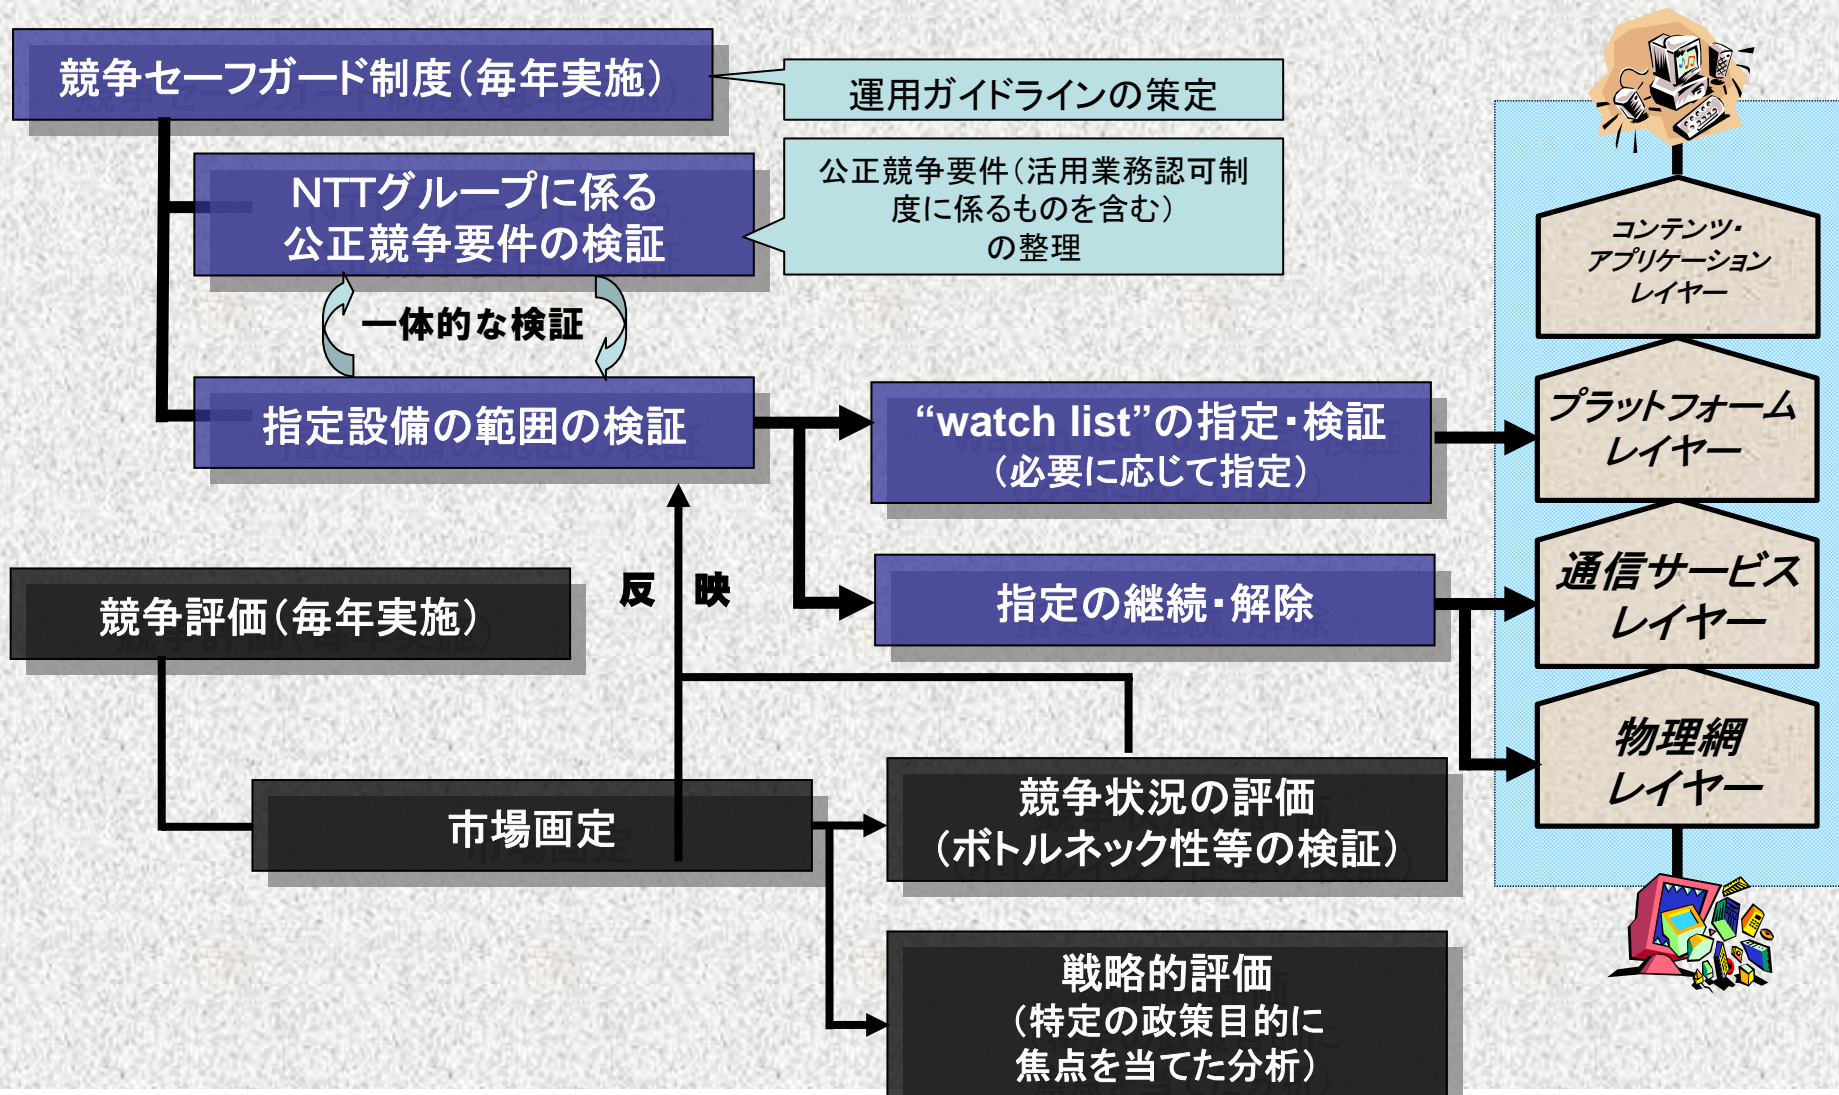 競争セーフガード制度（毎年実施）
運用ガイドラインの策定
NTTグループに係る
公正競争要件の検証
公正競争要件（活用業務認可制
度に係るものを含む）
の整理
一体的な検証
指定設備の範囲の検証
“watch list”の指定・検証
（必要に応じて指定）
指定の継続・解除
反 映
競争評価（毎年実施）
市場画定
競争状況の評価
（ボトルネック性等の検証）
戦略的評価
（特定の政策目的に
焦点を当てた分析）
コンテンツ・
アプリケーション
レイヤー
プラットフォーム
レイヤー
通信サービス
レイヤー
物理網
レイヤー